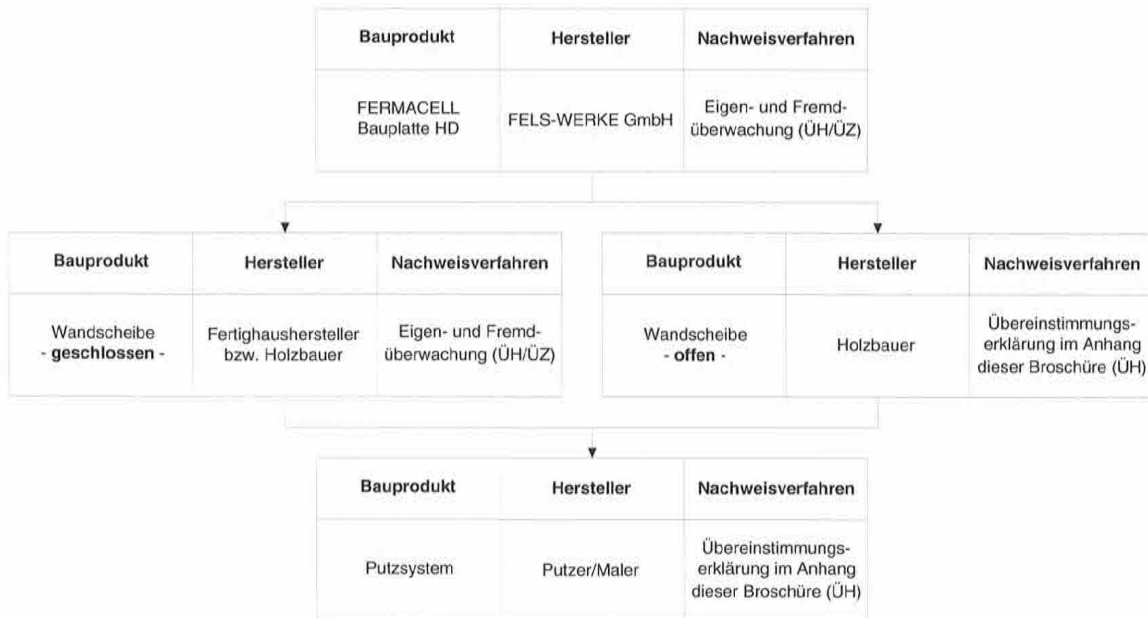 Bauprodukt Hersteller Nachweisverfahren
FERMACELL
Bauplatte HD
FELS-WERKE GmbH
Eigen- und Fremd-
überwachung (ÜH/ÜZ)
Bauprodukt Hersteller Nachweisverfahren
Wandscheibe
- geschlossen -
Fertighaushersteller
bzw. Holzbauer
Eigen- und Fremd-
überwachung (ÜH/ÜZ)
Bauprodukt Hersteller Nachweisverfahren
Wandscheibe
- offen -
Holzbauer
Übereinstimmungs-
erklärung im Anhang
dieser Broschüre (ÜH)
Bauprodukt Hersteller Nachweisverfahren
Putzsystem
Putzer/Maler
Übereinstimmungs-
erklärung im Anhang
dieser Broschüre (ÜH)